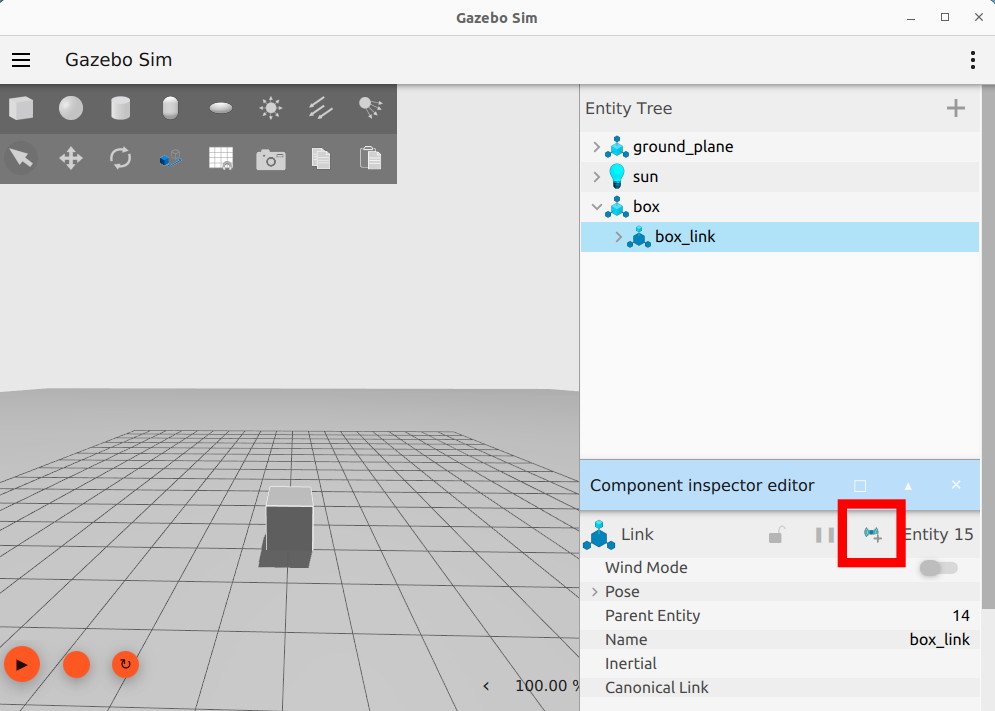 Gazebo Sim
Gazebo Sim
Entity Tree
ground_plane
sun
box
box_link
Component inspector editor
Link
Entity 15
Wind Mode
Pose
Parent Entity 14
Name box_link
Inertial
Canonical Link
100.00 %